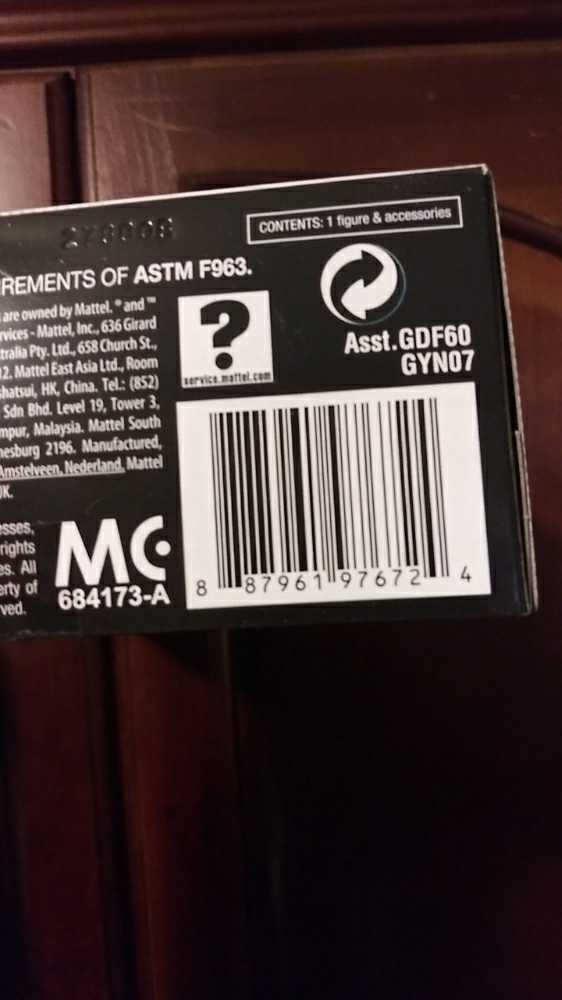 CONTENTS: 1 figure & accessories
REMENTS OF ASTM F963.
are owned by Mattel. ® and ™
rvices - Mattel, Inc., 636 Girard
tralia Pty. Ltd., 658 Church St.,
12. Mattel East Asia Ltd., Room
shatsui, HK, China. Tel.: (852)
Sdn Bhd. Level 19, Tower 3,
mpur, Malaysia. Mattel South
nesburg 2196. Manufactured,
Amstelveen, Nederland. Mattel
UK.
?
service.mattel.com
Asst.GDF60
GYN07
esses,
rights
es. All
erty of
rved.
MC
684173-A
8 87961 97672 4